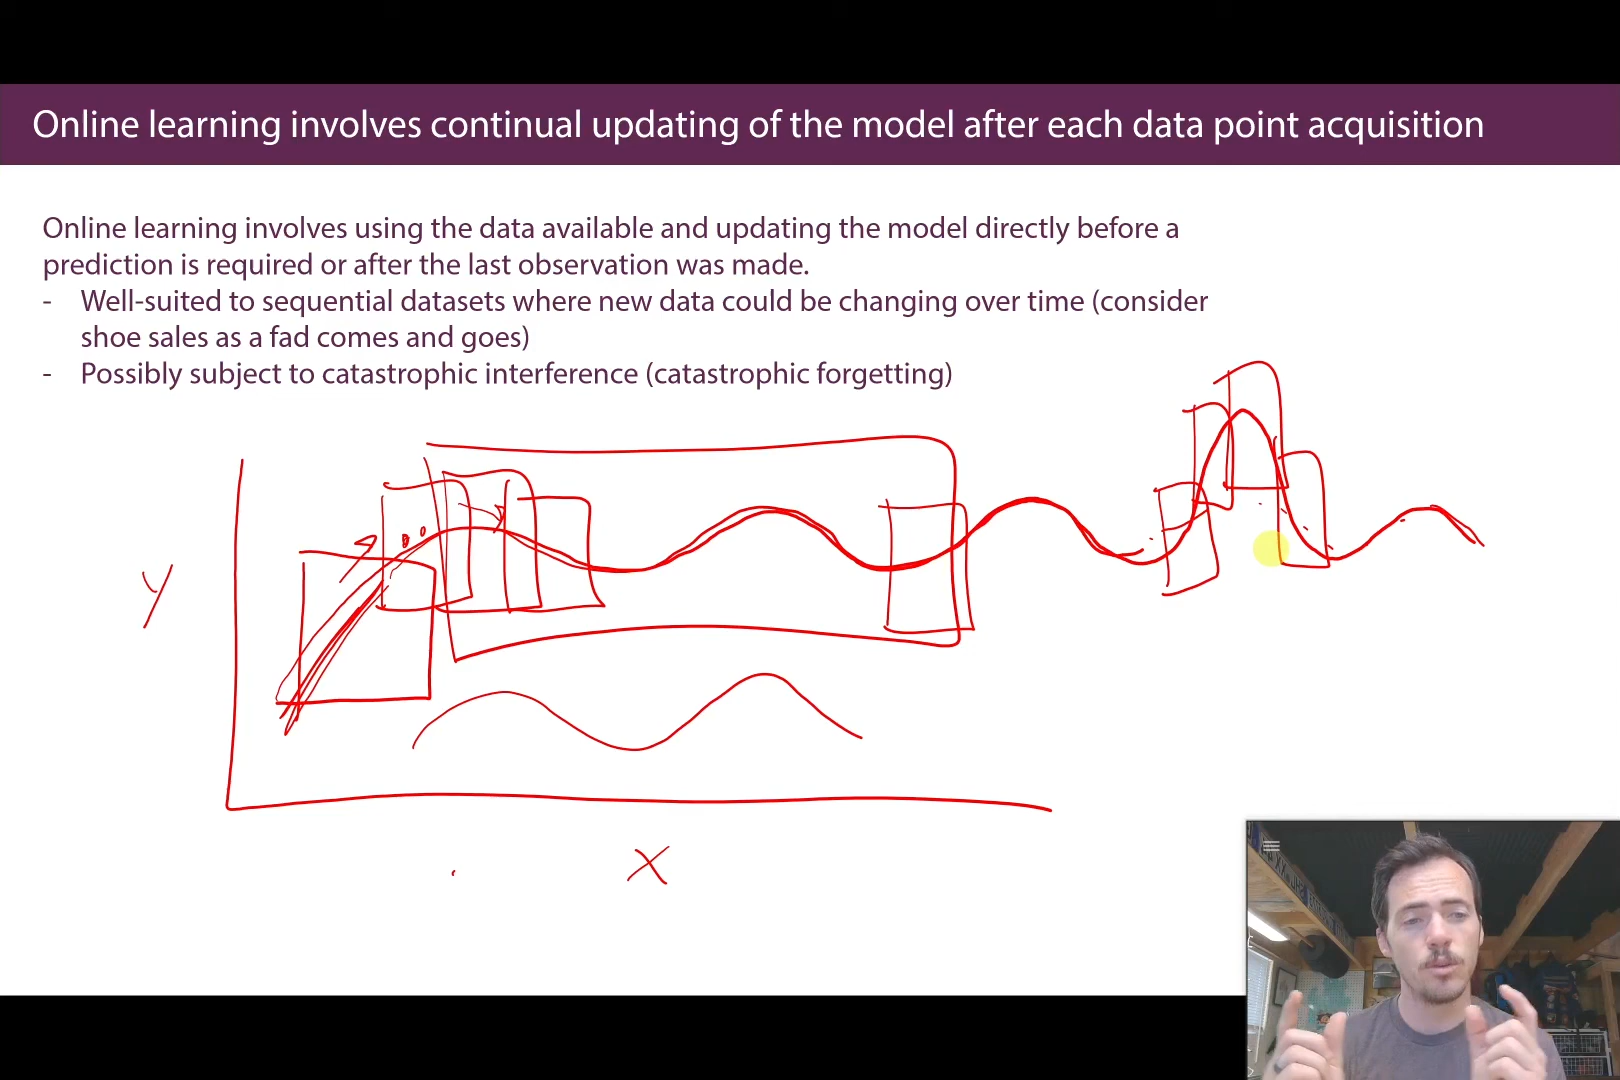 Online learning involves continual updating of the model after each data point acquisition
Online learning involves using the data available and updating the model directly before a
prediction is required or after the last observation was made.
- Well-suited to sequential datasets where new data could be changing over time (consider
shoe sales as a fad comes and goes)
- Possibly subject to catastrophic interference (catastrophic forgetting)
y
x